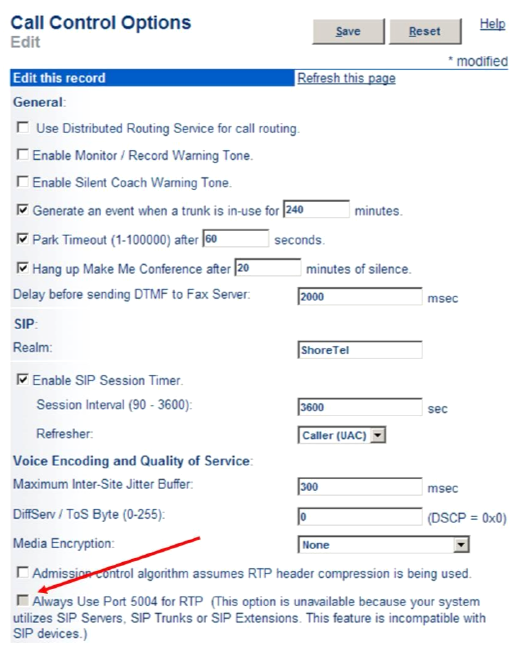 Call Control Options
Edit
Save
Reset
Help
* modified
Edit this record
Refresh this page
General:
Use Distributed Routing Service for call routing.
Enable Monitor / Record Warning Tone.
Enable Silent Coach Warning Tone.
Generate an event when a trunk is in-use for 240 minutes.
Park Timeout (1-100000) after 60 seconds.
Hang up Make Me Conference after 20 minutes of silence.
Delay before sending DTMF to Fax Server: 2000 msec
SIP:
Realm: ShoreTel
Enable SIP Session Timer.
Session Interval (90 - 3600): 3600 sec
Refresher: Caller (UAC)
Voice Encoding and Quality of Service:
Maximum Inter-Site Jitter Buffer: 300 msec
DiffServ / ToS Byte (0-255): 0 (DSCP = 0x0)
Media Encryption: None
Admission control algorithm assumes RTP header compression is being used.
Always Use Port 5004 for RTP (This option is unavailable because your system
utilizes SIP Servers, SIP Trunks or SIP Extensions. This feature is incompatible with
SIP devices.)